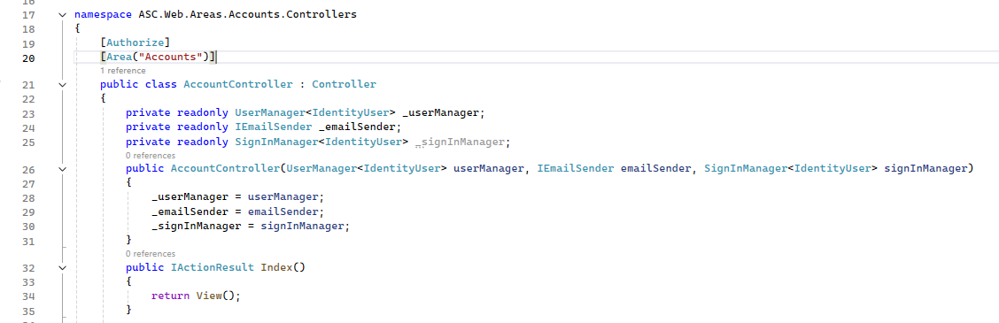 17 namespace ASC.Web.Areas.Accounts.Controllers
18 {
19 [Authorize]
20 [Area("Accounts")]
1 reference
21 public class AccountController : Controller
22 {
23 private readonly UserManager<IdentityUser> _userManager;
24 private readonly IEmailSender _emailSender;
25 private readonly SignInManager<IdentityUser> _signInManager;
0 references
26 public AccountController(UserManager<IdentityUser> userManager, IEmailSender emailSender, SignInManager<IdentityUser> signInManager)
27 {
28 _userManager = userManager;
29 _emailSender = emailSender;
30 _signInManager = signInManager;
31 }
0 references
32 public IActionResult Index()
33 {
34 return View();
35 }